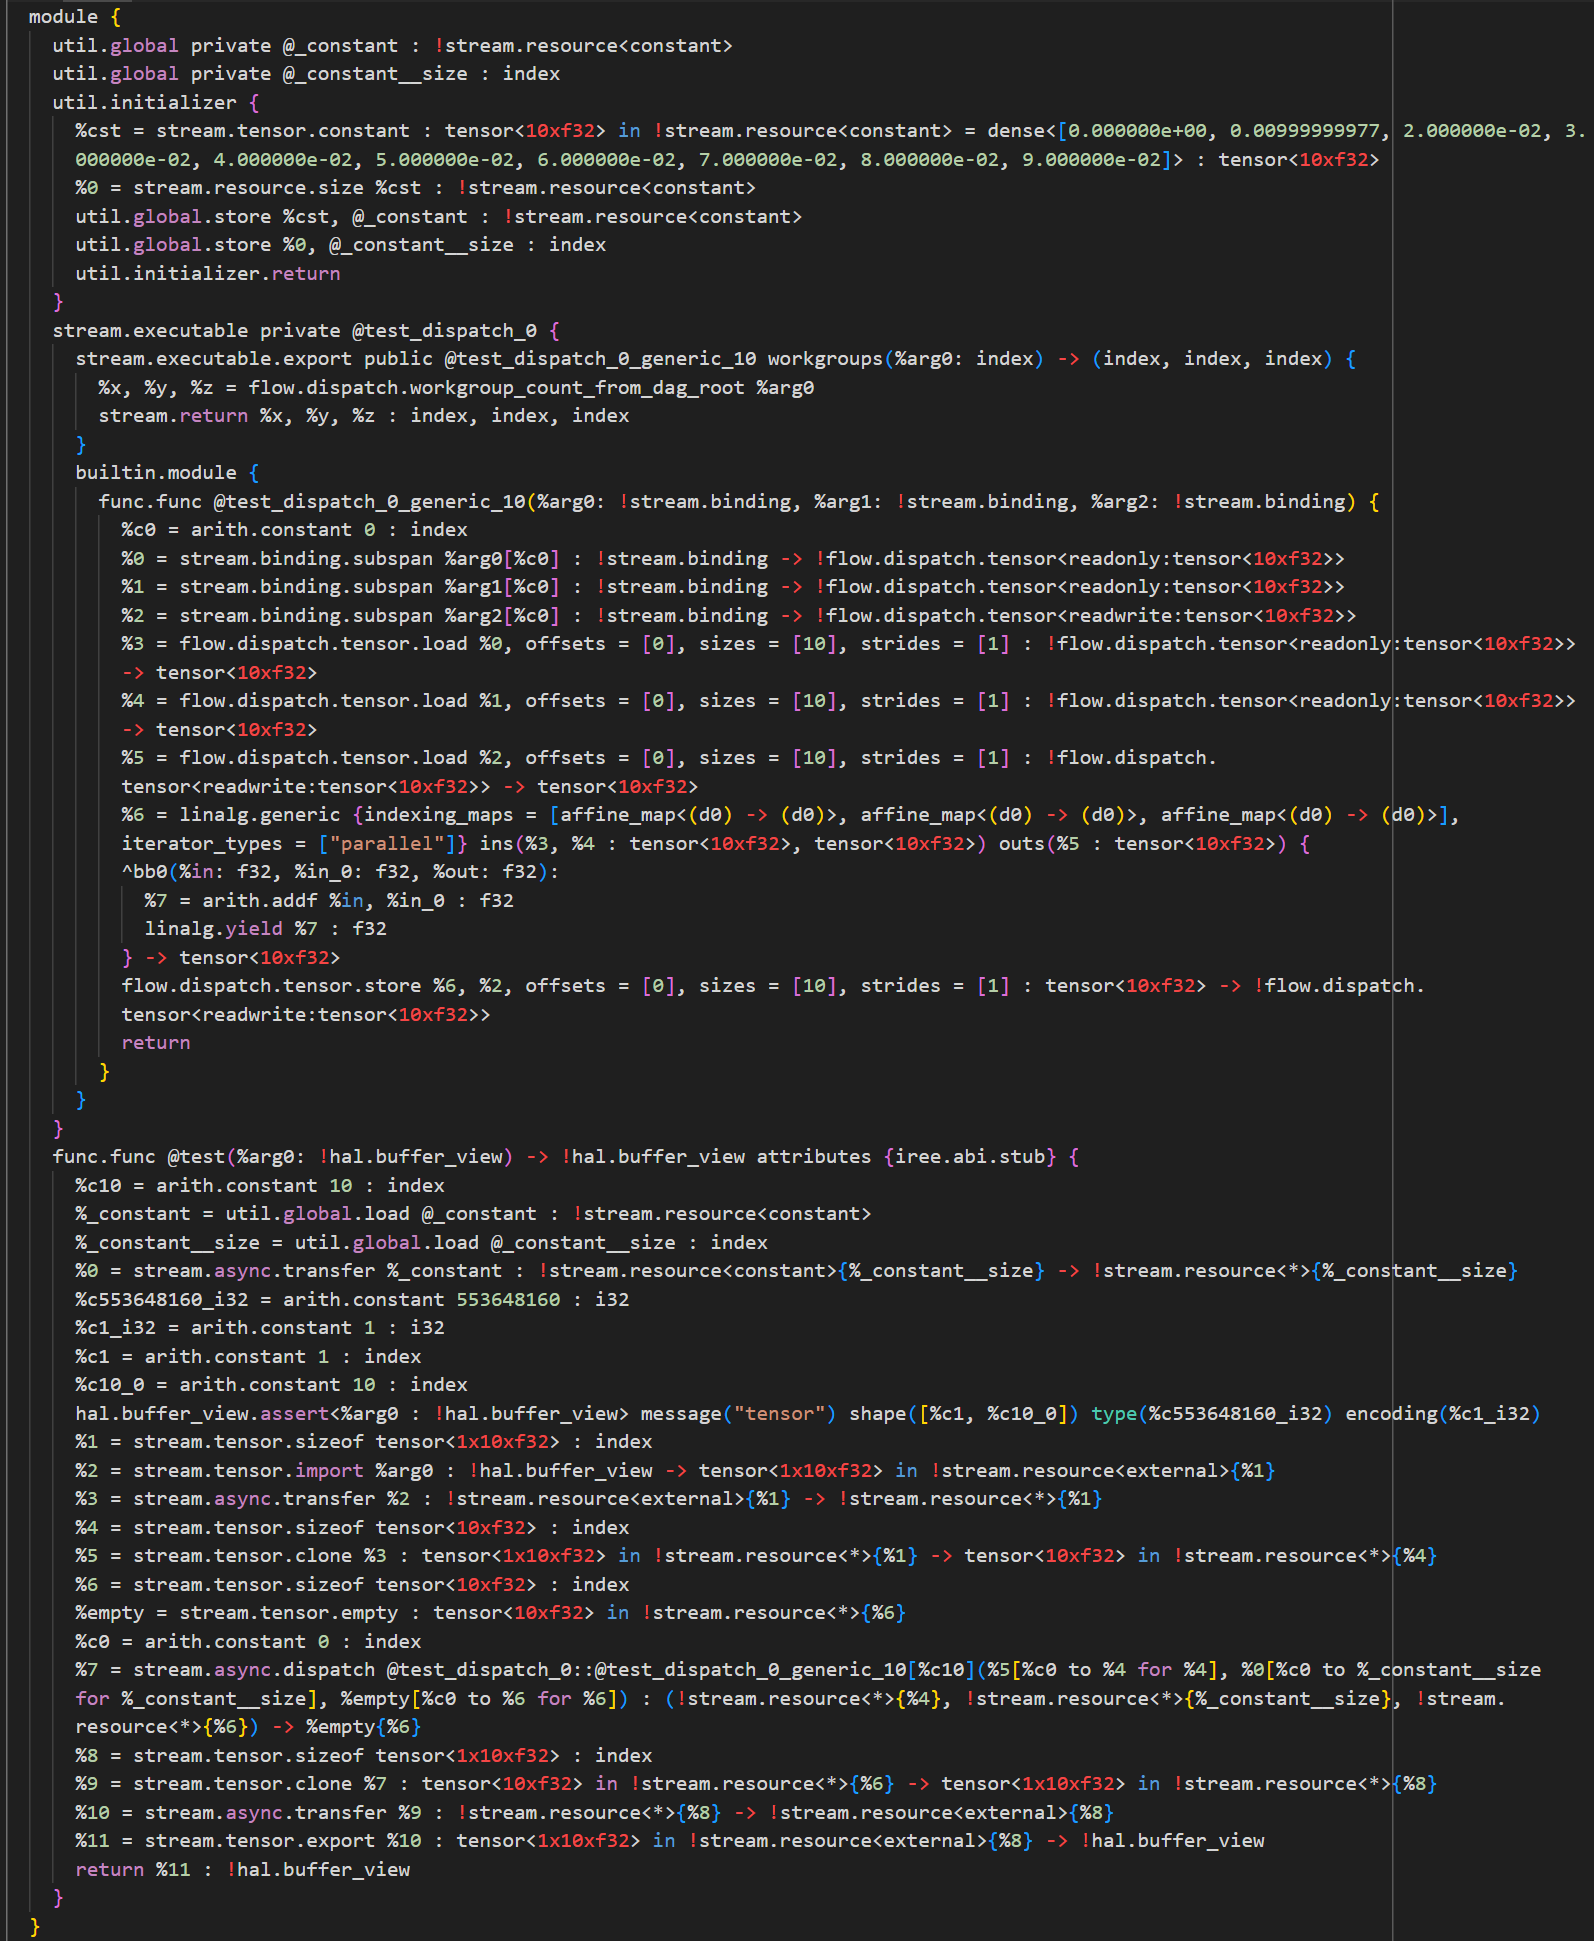 module {
util.global private @_constant : !stream.resource<constant>
util.global private @_constant__size : index
util.initializer {
%cst = stream.tensor.constant : tensor<10xf32> in !stream.resource<constant> = dense<[0.000000e+00, 0.00999999977, 2.000000e-02, 3.
000000e-02, 4.000000e-02, 5.000000e-02, 6.000000e-02, 7.000000e-02, 8.000000e-02, 9.000000e-02]> : tensor<10xf32>
%0 = stream.resource.size %cst : !stream.resource<constant>
util.global.store %cst, @_constant : !stream.resource<constant>
util.global.store %0, @_constant__size : index
util.initializer.return
}
stream.executable private @test_dispatch_0 {
stream.executable.export public @test_dispatch_0_generic_10 workgroups(%arg0: index) -> (index, index, index) {
%x, %y, %z = flow.dispatch.workgroup_count_from_dag_root %arg0
stream.return %x, %y, %z : index, index, index
}
builtin.module {
func.func @test_dispatch_0_generic_10(%arg0: !stream.binding, %arg1: !stream.binding, %arg2: !stream.binding) {
%c0 = arith.constant 0 : index
%0 = stream.binding.subspan %arg0[%c0] : !stream.binding -> !flow.dispatch.tensor<readonly:tensor<10xf32>>
%1 = stream.binding.subspan %arg1[%c0] : !stream.binding -> !flow.dispatch.tensor<readonly:tensor<10xf32>>
%2 = stream.binding.subspan %arg2[%c0] : !stream.binding -> !flow.dispatch.tensor<readwrite:tensor<10xf32>>
%3 = flow.dispatch.tensor.load %0, offsets = [0], sizes = [10], strides = [1] : !flow.dispatch.tensor<readonly:tensor<10xf32>>
-> tensor<10xf32>
%4 = flow.dispatch.tensor.load %1, offsets = [0], sizes = [10], strides = [1] : !flow.dispatch.tensor<readonly:tensor<10xf32>>
-> tensor<10xf32>
%5 = flow.dispatch.tensor.load %2, offsets = [0], sizes = [10], strides = [1] : !flow.dispatch.
tensor<readwrite:tensor<10xf32>> -> tensor<10xf32>
%6 = linalg.generic {indexing_maps = [affine_map<(d0) -> (d0)>, affine_map<(d0) -> (d0)>, affine_map<(d0) -> (d0)>],
iterator_types = ["parallel"]} ins(%3, %4 : tensor<10xf32>, tensor<10xf32>) outs(%5 : tensor<10xf32>) {
^bb0(%in: f32, %in_0: f32, %out: f32):
%7 = arith.addf %in, %in_0 : f32
linalg.yield %7 : f32
} -> tensor<10xf32>
flow.dispatch.tensor.store %6, %2, offsets = [0], sizes = [10], strides = [1] : tensor<10xf32> -> !flow.dispatch.
tensor<readwrite:tensor<10xf32>>
return
}
}
}
func.func @test(%arg0: !hal.buffer_view) -> !hal.buffer_view attributes {iree.abi.stub} {
%c10 = arith.constant 10 : index
%_constant = util.global.load @_constant : !stream.resource<constant>
%_constant__size = util.global.load @_constant__size : index
%0 = stream.async.transfer %_constant : !stream.resource<constant>{%_constant__size} -> !stream.resource<*>{%_constant__size}
%c553648160_i32 = arith.constant 553648160 : i32
%c1_i32 = arith.constant 1 : i32
%c1 = arith.constant 1 : index
%c10_0 = arith.constant 10 : index
hal.buffer_view.assert<%arg0 : !hal.buffer_view> message("tensor") shape([%c1, %c10_0]) type(%c553648160_i32) encoding(%c1_i32)
%1 = stream.tensor.sizeof tensor<1x10xf32> : index
%2 = stream.tensor.import %arg0 : !hal.buffer_view -> tensor<1x10xf32> in !stream.resource<external>{%1}
%3 = stream.async.transfer %2 : !stream.resource<external>{%1} -> !stream.resource<*>{%1}
%4 = stream.tensor.sizeof tensor<10xf32> : index
%5 = stream.tensor.clone %3 : tensor<1x10xf32> in !stream.resource<*>{%1} -> tensor<10xf32> in !stream.resource<*>{%4}
%6 = stream.tensor.sizeof tensor<10xf32> : index
%empty = stream.tensor.empty : tensor<10xf32> in !stream.resource<*>{%6}
%c0 = arith.constant 0 : index
%7 = stream.async.dispatch @test_dispatch_0::@test_dispatch_0_generic_10[%c10](%5[%c0 to %4 for %4], %0[%c0 to %_constant__size
for %_constant__size], %empty[%c0 to %6 for %6]) : (!stream.resource<*>{%4}, !stream.resource<*>{%_constant__size}, !stream.
resource<*>{%6}) -> %empty{%6}
%8 = stream.tensor.sizeof tensor<1x10xf32> : index
%9 = stream.tensor.clone %7 : tensor<10xf32> in !stream.resource<*>{%6} -> tensor<1x10xf32> in !stream.resource<*>{%8}
%10 = stream.async.transfer %9 : !stream.resource<*>{%8} -> !stream.resource<external>{%8}
%11 = stream.tensor.export %10 : tensor<1x10xf32> in !stream.resource<external>{%8} -> !hal.buffer_view
return %11 : !hal.buffer_view
}
}